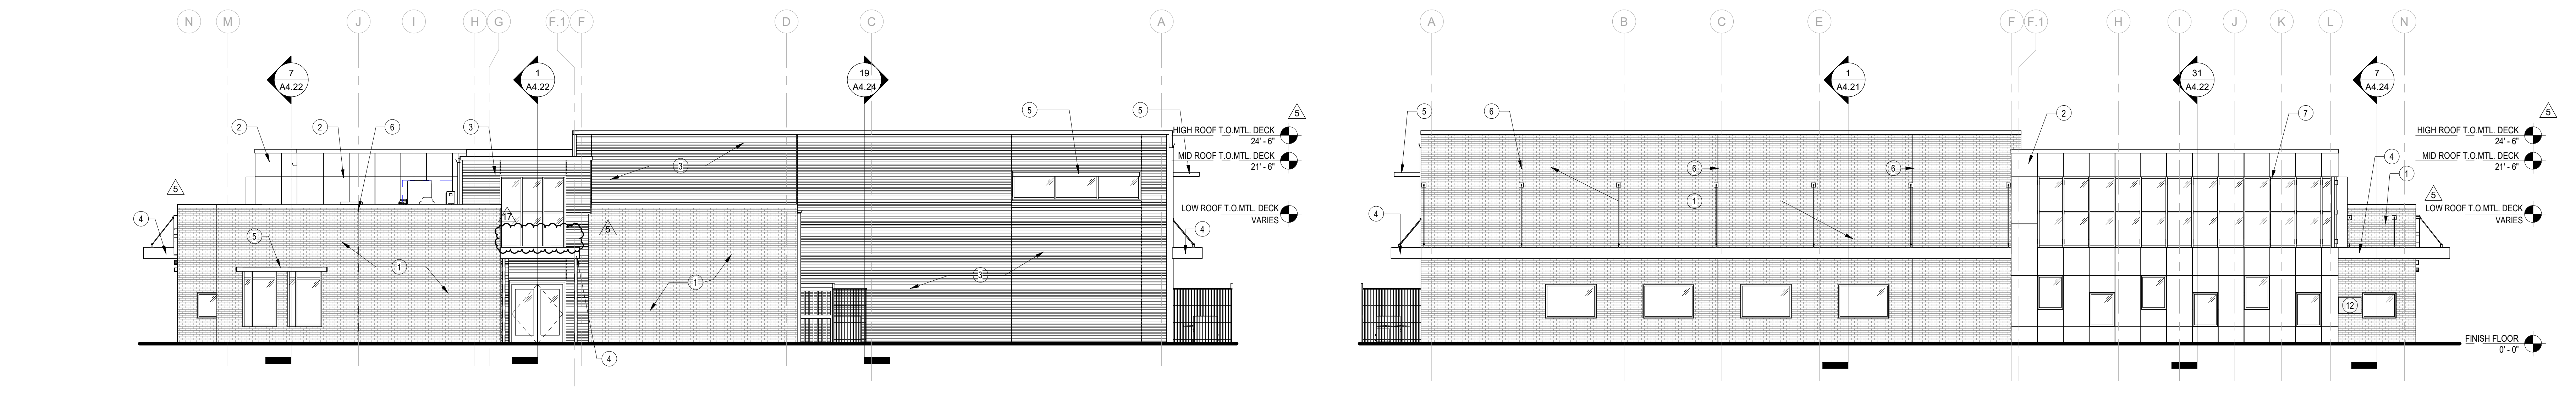 N M J I H G F.1 F D C A
A B C E F F.1 H I J K L N
7
A4.22
1
A4.22
19
A4.24
1
A4.21
31
A4.22
7
A4.24
2 2 6 3 5 5 5
HIGH ROOF T.O.MTL. DECK
24' - 6"
3
MID ROOF T.O.MTL. DECK
21' - 6"
5
4
17
5
LOW ROOF T.O.MTL. DECK
VARIES
5
4
1
1
3
4
5 6 2 7 5
HIGH ROOF T.O.MTL. DECK
24' - 6"
MID ROOF T.O.MTL. DECK
21' - 6"
6 6 4
1
1
5
4
LOW ROOF T.O.MTL. DECK
VARIES
12
FINISH FLOOR
0' - 0"